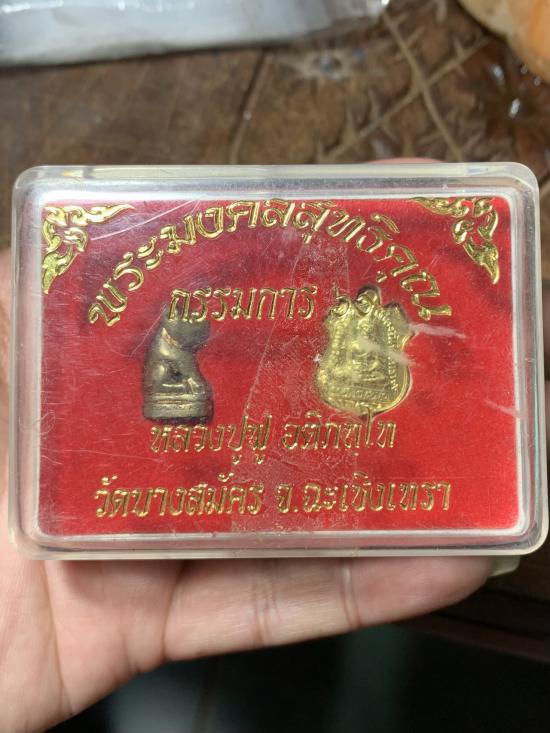 พระมงคลสุทธิคุณ
กรรมการ ๖๑
หลวงปู่ฟู อติภทฺโท
วัดบางสมัคร จ.ฉะเชิงเทรา